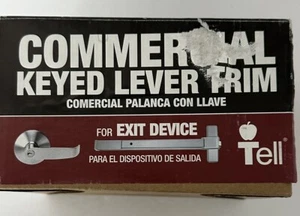 COMMERCIAL
KEYED LEVER TRIM
COMERCIAL PALANCA CON LLAVE
FOR EXIT DEVICE
PARA EL DISPOSITIVO DE SALIDA
Tell